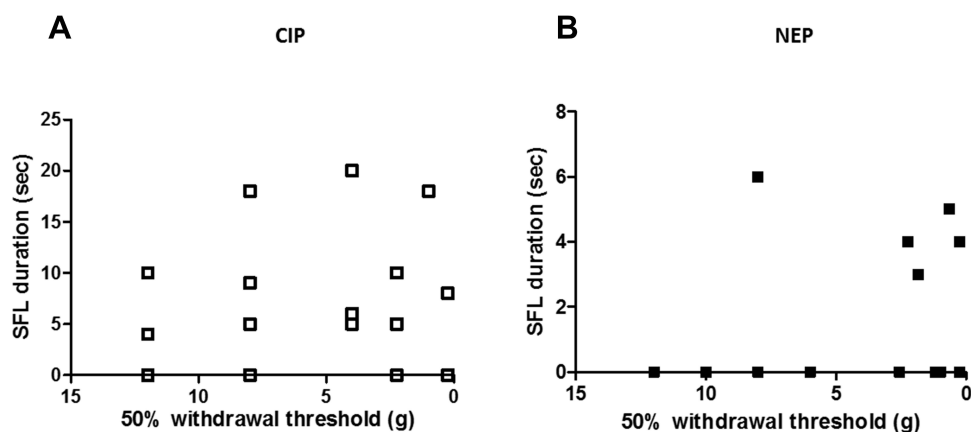 A
CIP
SFL duration (sec)
25
20
15
10
5
0
15 10 5 0
50% withdrawal threshold (g)
B
NEP
SFL duration (sec)
8
6
4
2
0
15 10 5 0
50% withdrawal threshold (g)